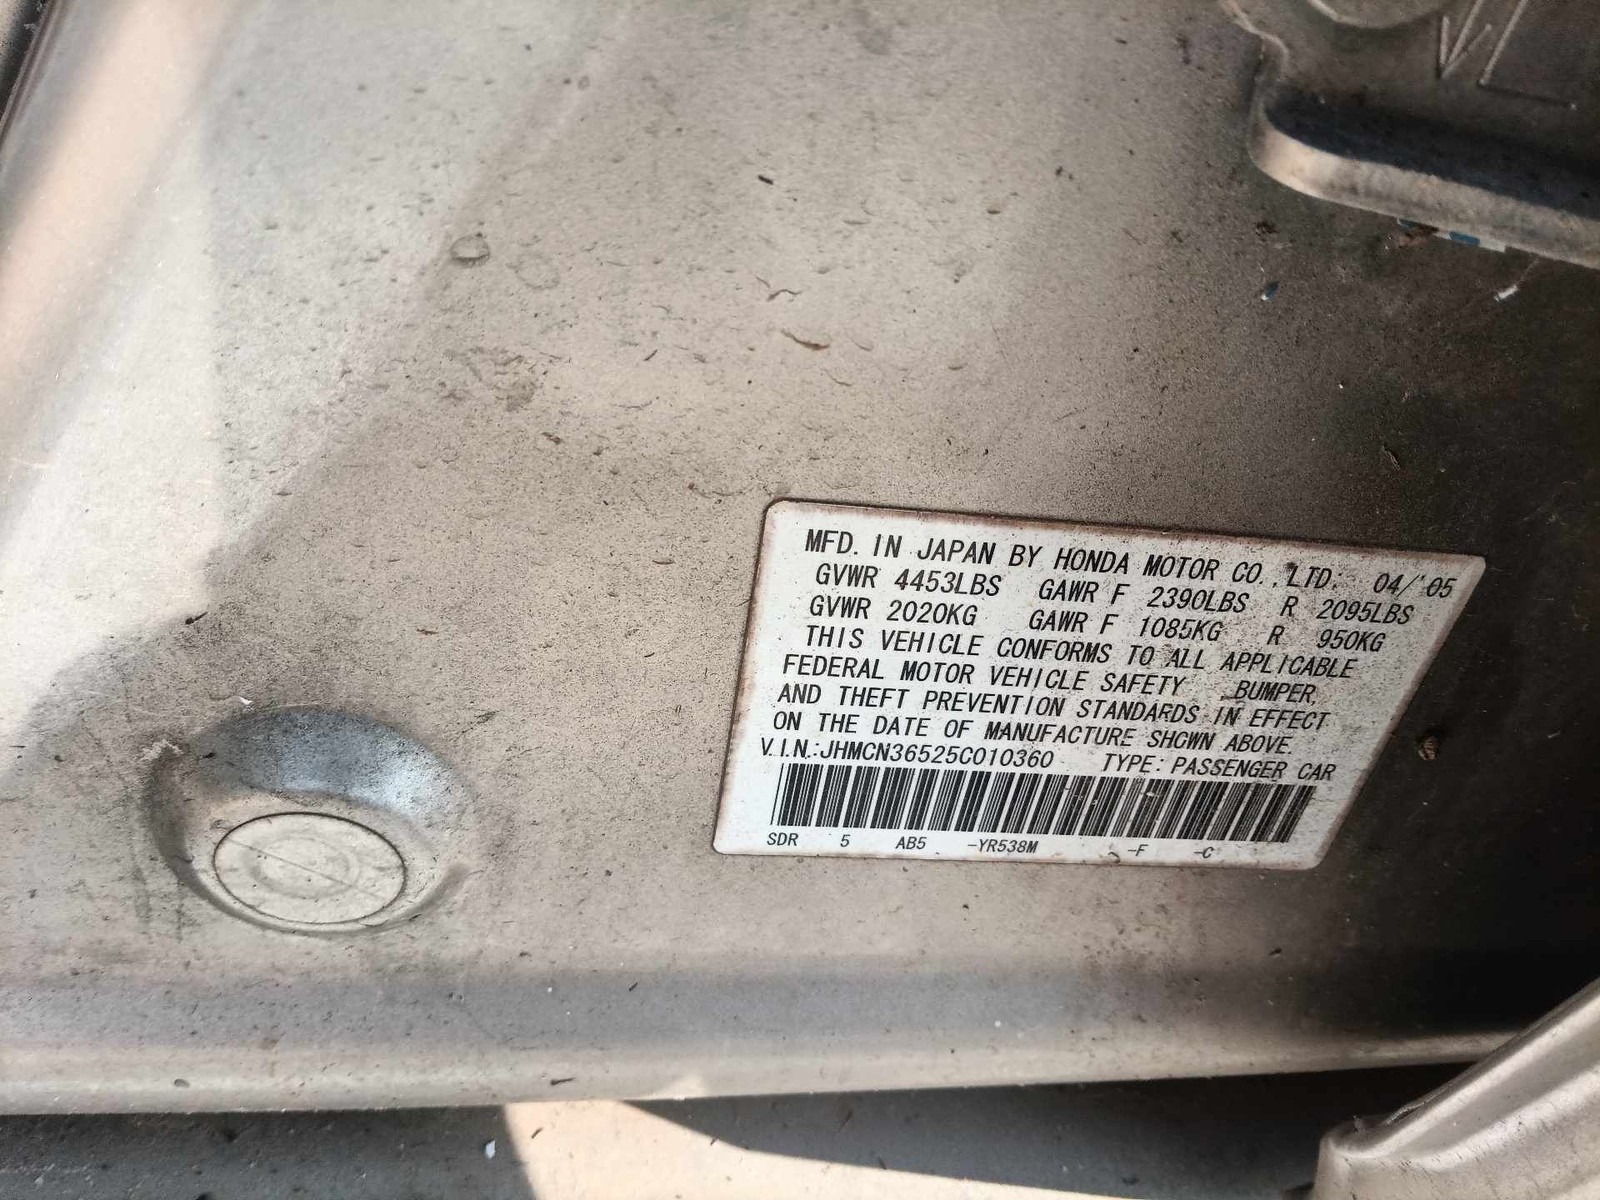 MFD. IN JAPAN BY HONDA MOTOR CO.,LTD. 04/'05
GVWR 4453LBS GAWR F 2390LBS R 2095LBS
GVWR 2020KG GAWR F 1085KG R 950KG
THIS VEHICLE CONFORMS TO ALL APPLICABLE
FEDERAL MOTOR VEHICLE SAFETY BUMPER,
AND THEFT PREVENTION STANDARDS IN EFFECT
ON THE DATE OF MANUFACTURE SHOWN ABOVE.
V.I.N.:JHMCN36525C010360 TYPE: PASSENGER CAR
SDR 5 AB5 -YR538M -F -C